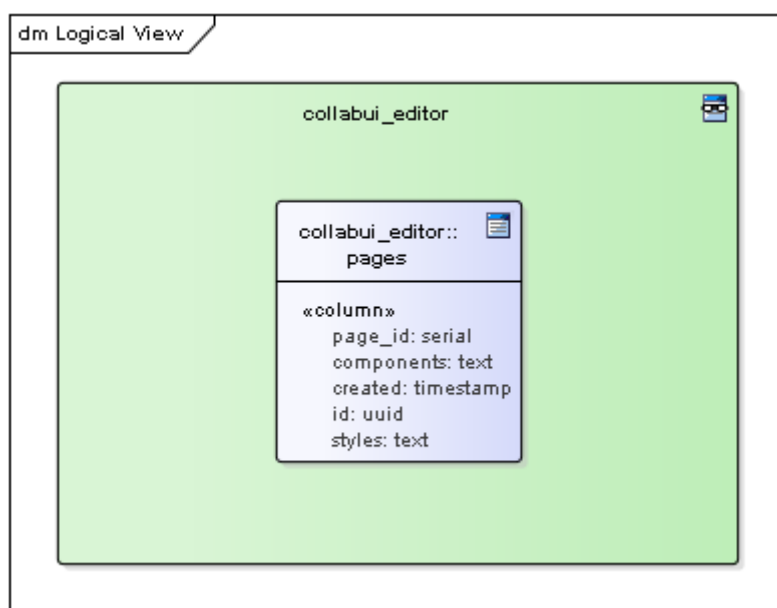 dm Logical View
collabui_editor
collabui_editor::
pages
«column»
page_id: serial
components: text
created: timestamp
id: uuid
styles: text